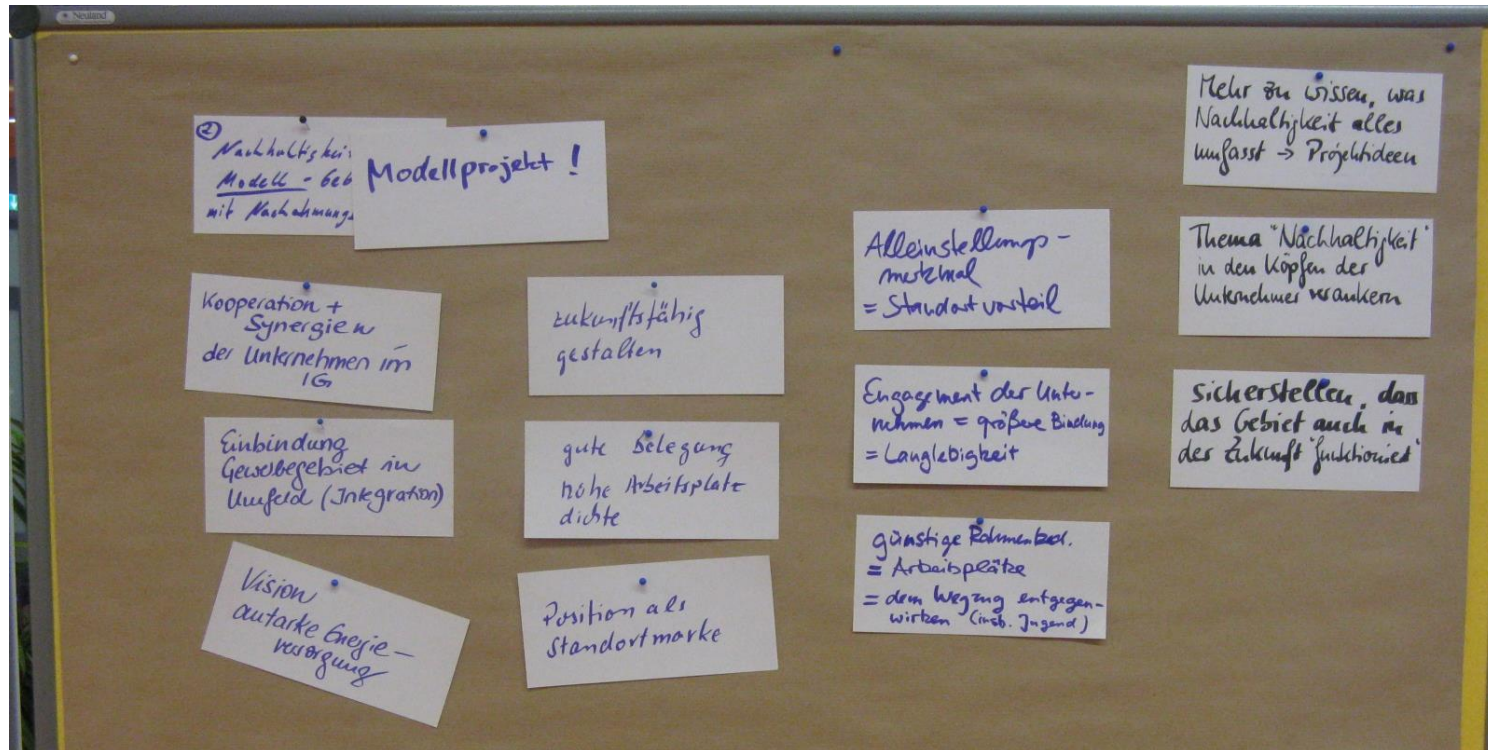 Neuland
②
Nachhaltigkei
Modell - Geb
mit Nachahmungs
Modellprojekt !
Kooperation +
Synergien
der Unternehmen im
IG
Einbindung
Gewerbegebiet in
Umfeld (Integration)
Vision
autarke Energie-
versorgung
zukunftsfähig
gestalten
gute Belegung
hohe Arbeitsplatz
dichte
Position als
Standortmarke
Alleinstellungs-
merkmal
= Standortvorteil
Engagement der Unter-
nehmen = größere Bindung
= Langlebigkeit
günstige Rahmenbed.
= Arbeitsplätze
= dem Wegzug entgegen-
wirken (insb. Jugend)
Mehr zu wissen, was
Nachhaltigkeit alles
umfasst → Projektideen
Thema "Nachhaltigkeit"
in den Köpfen der
Unternehmer verankern
sicherstellen, dass
das Gebiet auch in
der Zukunft "funktioniert"